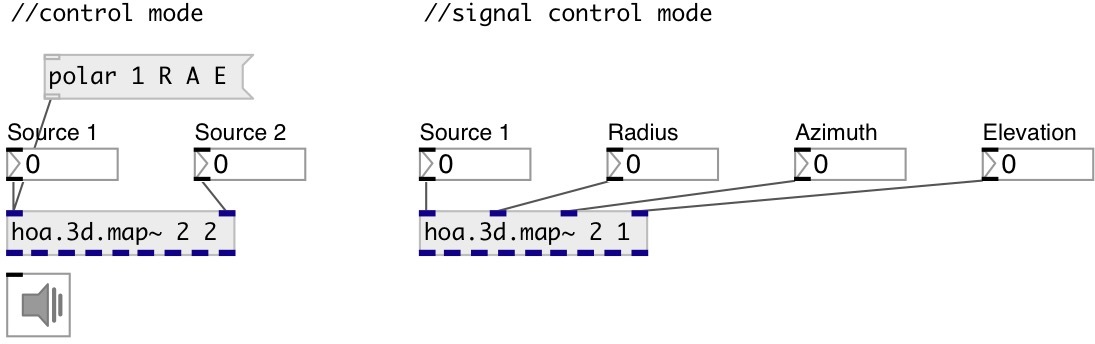 //control mode
polar 1 R A E
Source 1
Source 2
0
0
hoa.3d.map~ 2 2
//signal control mode
Source 1
Radius
Azimuth
Elevation
0
0
0
0
hoa.3d.map~ 2 1